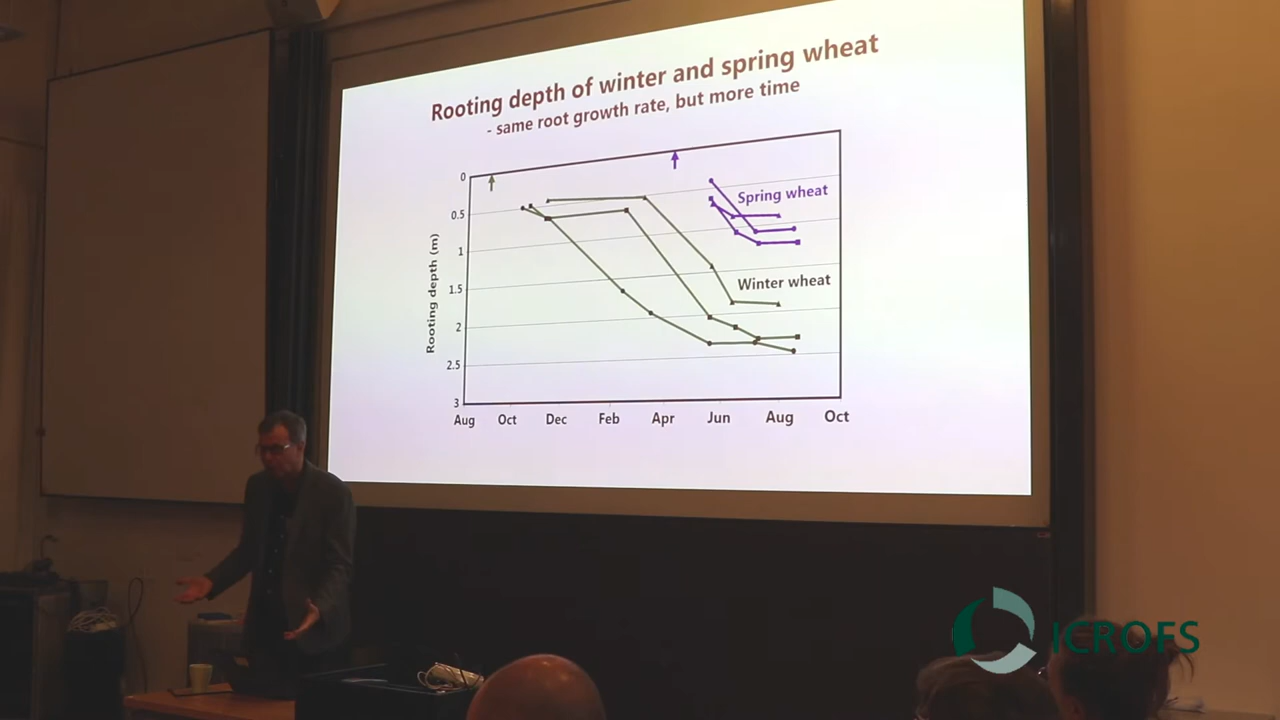 Rooting depth of winter and spring wheat
- same root growth rate, but more time
0
0.5
1
1.5
2
2.5
3
Rooting depth (m)
Spring wheat
Winter wheat
Aug Oct Dec Feb Apr Jun Aug Oct
ICROFS